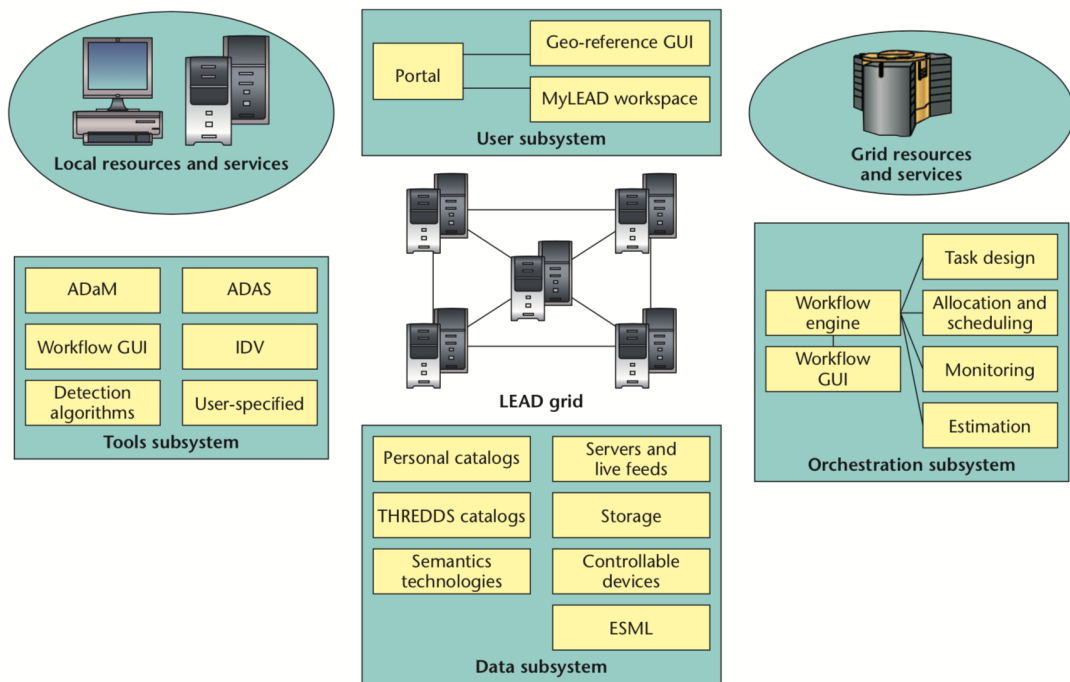 Local resources and services
Portal
Geo-reference GUI
MyLEAD workspace
User subsystem
Grid resources
and services
ADaM
ADAS
Workflow GUI
IDV
Detection
algorithms
User-specified
Tools subsystem
LEAD grid
Workflow
engine
Workflow
GUI
Task design
Allocation and
scheduling
Monitoring
Estimation
Orchestration subsystem
Personal catalogs
Servers and
live feeds
THREDDS catalogs
Storage
Semantics
technologies
Controllable
devices
ESML
Data subsystem